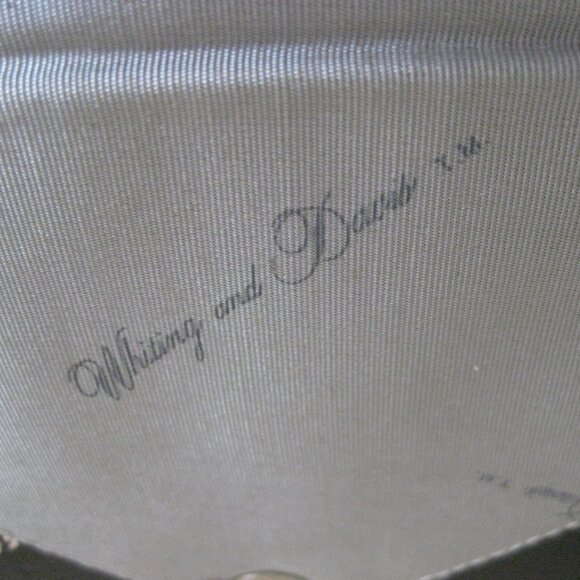 Whiting and Davis T.M.